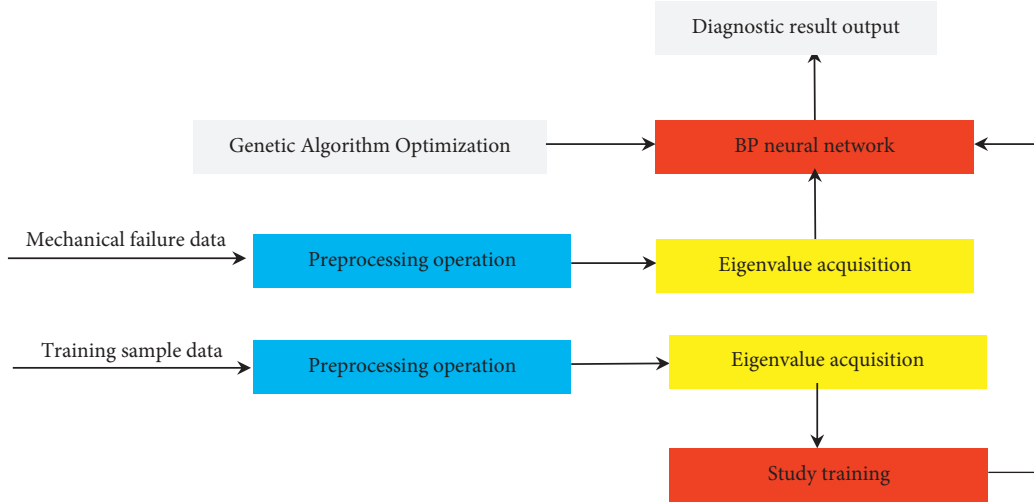 Diagnostic result output
Genetic Algorithm Optimization
BP neural network
Mechanical failure data
Preprocessing operation
Eigenvalue acquisition
Training sample data
Preprocessing operation
Eigenvalue acquisition
Study training